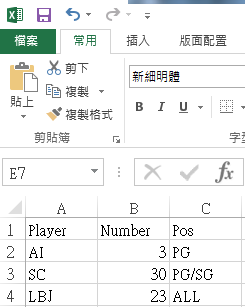 檔案 常用 插入 版面配置
剪下
新細明體
貼上
複製
複製格式
B I U
剪貼簿
字型
E7
fx
A B C
1 Player Number Pos
2 AI 3 PG
3 SC 30 PG/SG
4 LBJ 23 ALL